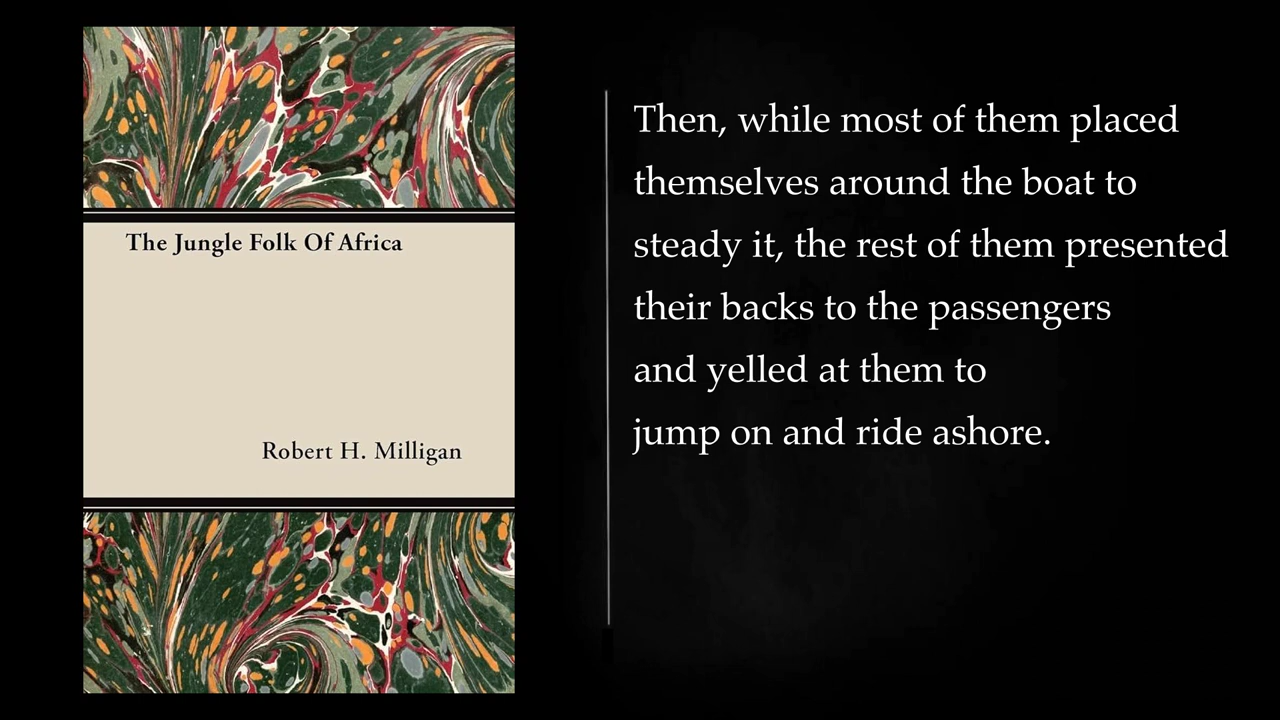 The Jungle Folk Of Africa
Robert H. Milligan
Then, while most of them placed
themselves around the boat to
steady it, the rest of them presented
their backs to the passengers
and yelled at them to
jump on and ride ashore.